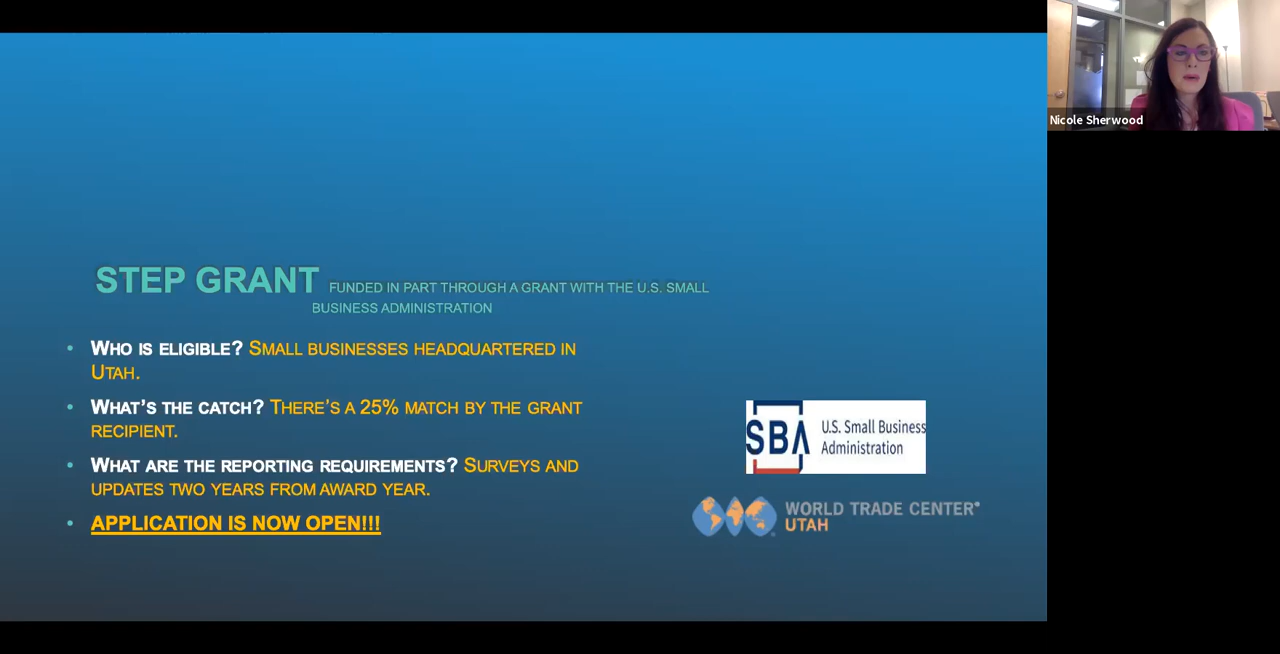 Nicole Sherwood
STEP GRANT FUNDED IN PART THROUGH A GRANT WITH THE U.S. SMALL
BUSINESS ADMINISTRATION
• WHO IS ELIGIBLE? SMALL BUSINESSES HEADQUARTERED IN
UTAH.
• WHAT'S THE CATCH? THERE'S A 25% MATCH BY THE GRANT
RECIPIENT.
• WHAT ARE THE REPORTING REQUIREMENTS? SURVEYS AND
UPDATES TWO YEARS FROM AWARD YEAR.
• APPLICATION IS NOW OPEN!!!
SBA
U.S. Small Business
Administration
WORLD TRADE CENTER®
UTAH